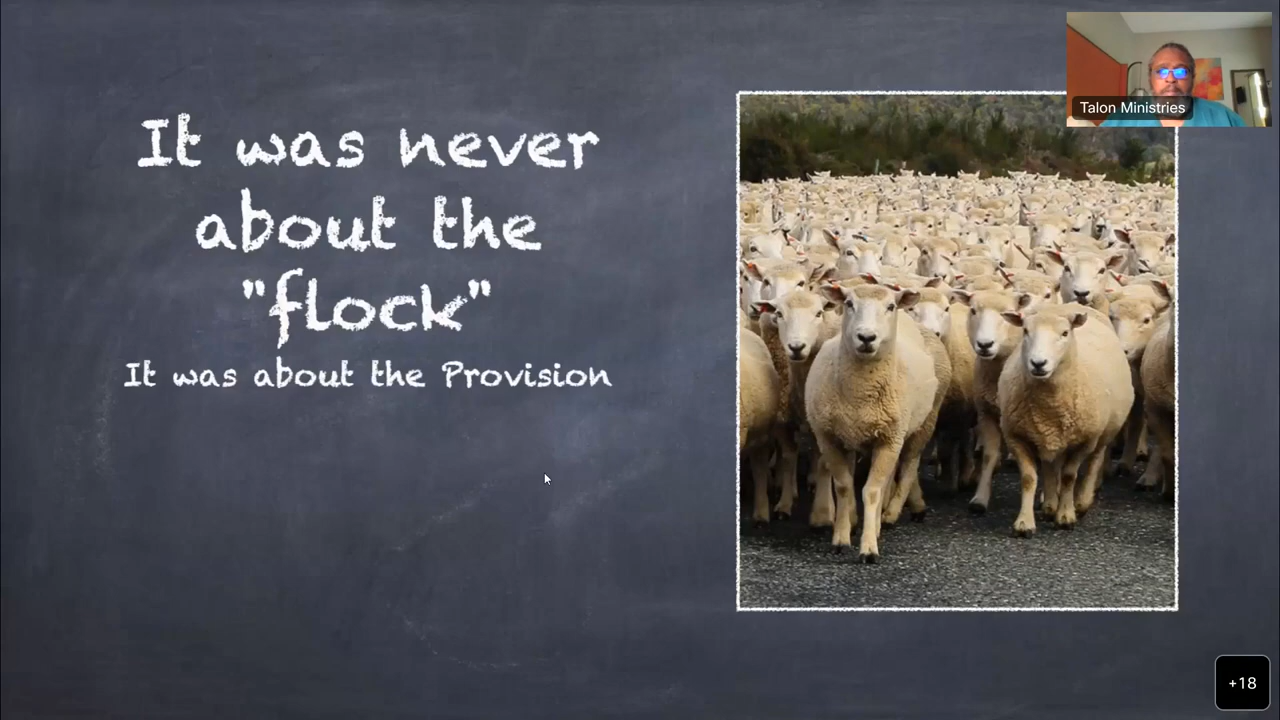 It was never
about the
"flock"
It was about the Provision
Talon Ministries
+18